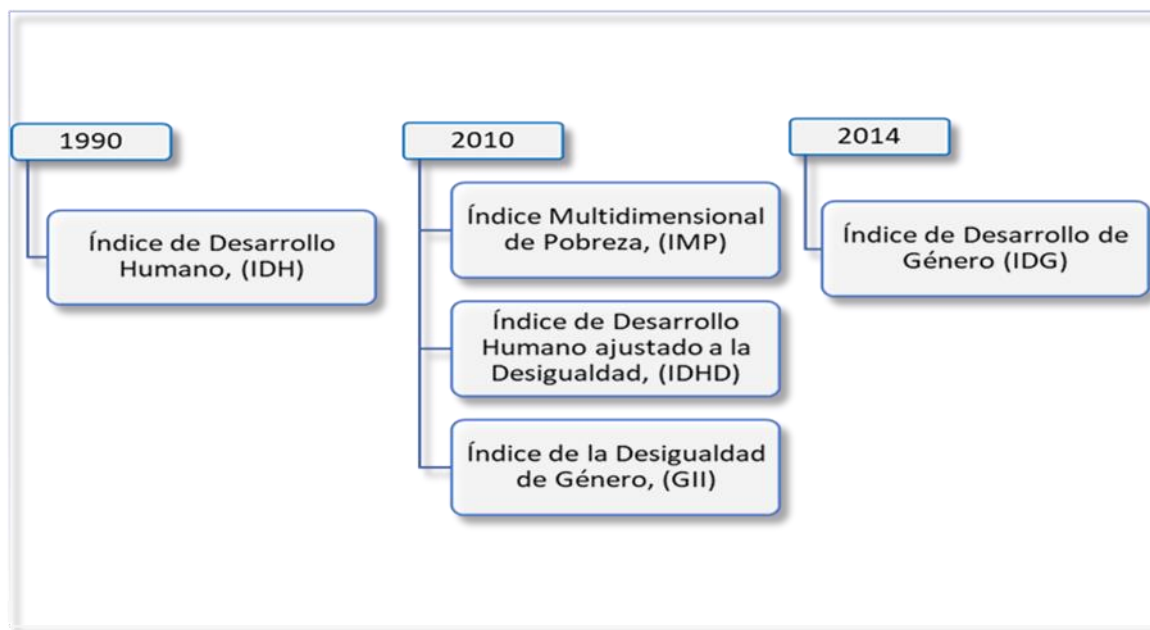 1990
Índice de Desarrollo
Humano, (IDH)
2010
Índice Multidimensional
de Pobreza, (IMP)
Índice de Desarrollo
Humano ajustado a la
Desigualdad, (IDHD)
Índice de la Desigualdad
de Género, (GII)
2014
Índice de Desarrollo de
Género (IDG)